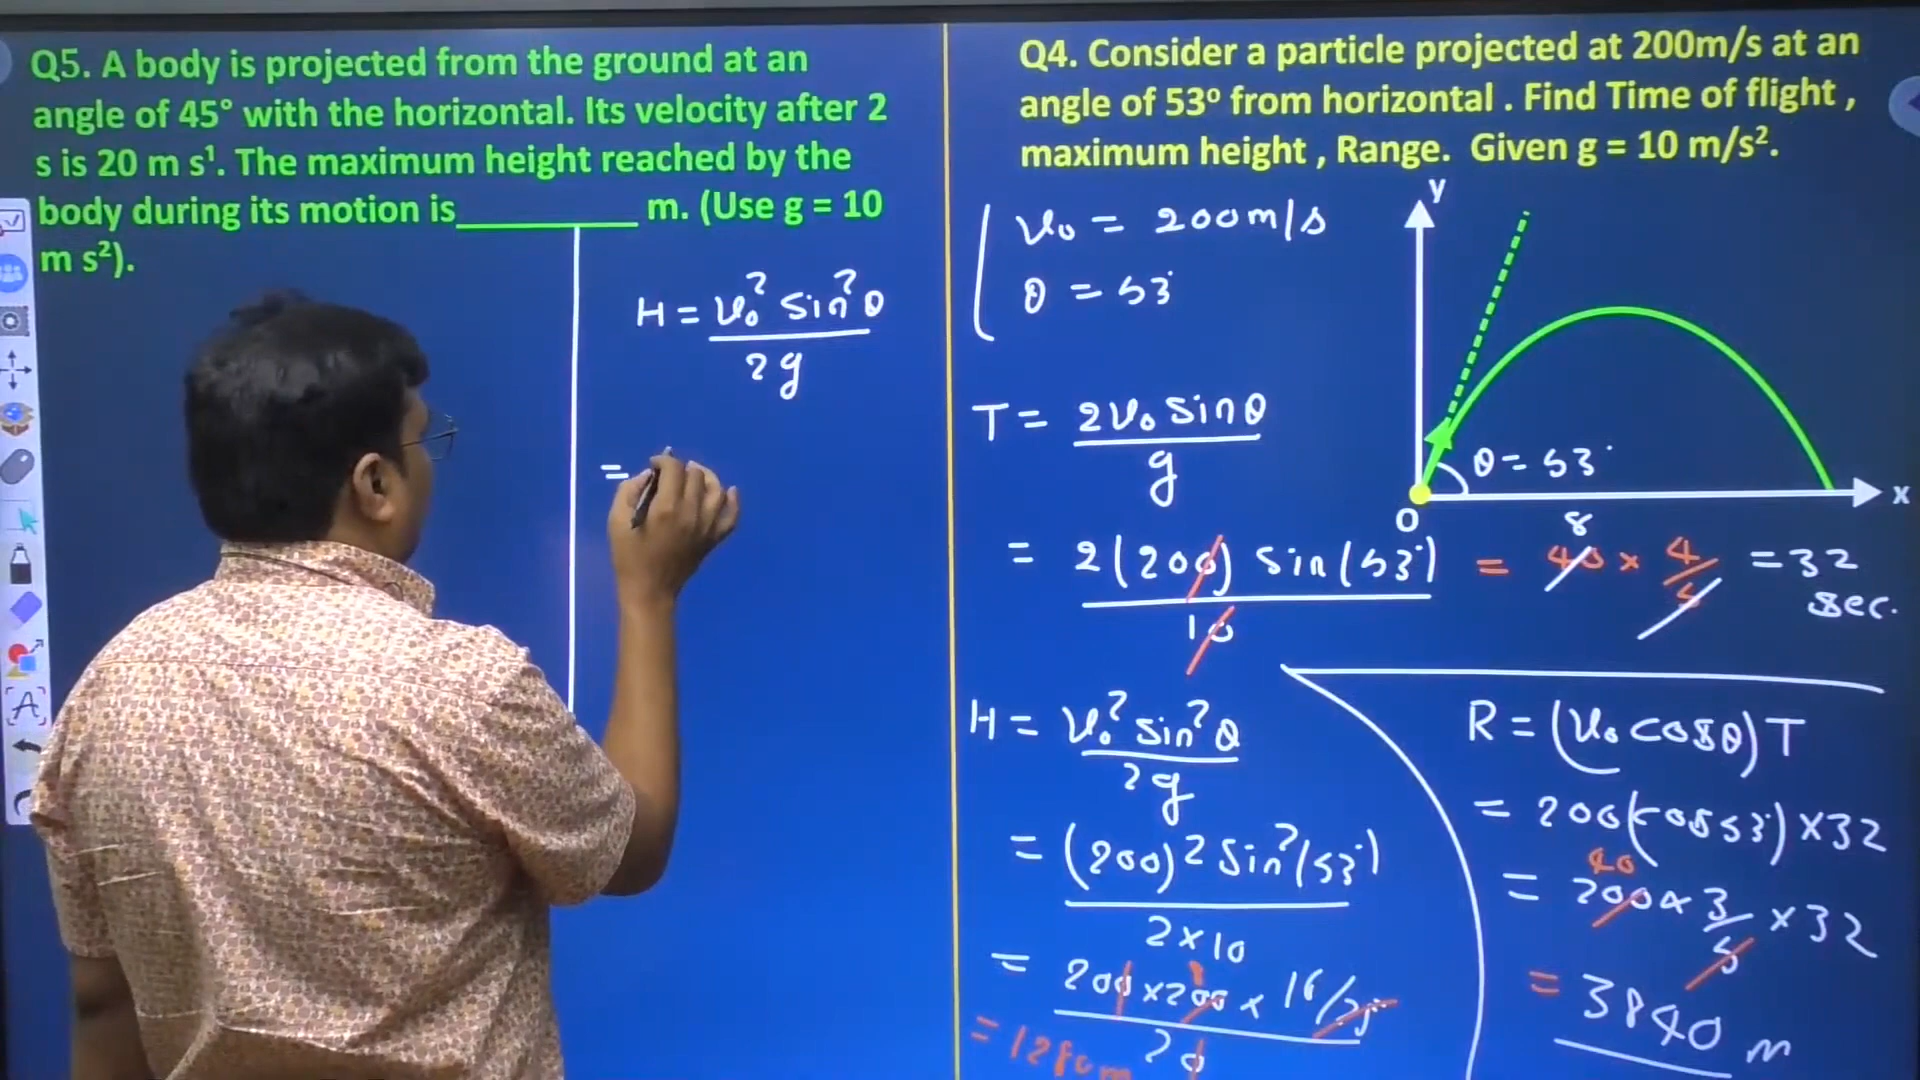 Q5. A body is projected from the ground at an
angle of 45° with the horizontal. Its velocity after 2
s is 20 m s¹. The maximum height reached by the
body during its motion is__________ m. (Use g = 10
m s²).
H = v₀² sin²θ
2g
=
Q4. Consider a particle projected at 200m/s at an
angle of 53º from horizontal . Find Time of flight ,
maximum height , Range. Given g = 10 m/s².
v₀ = 200m/s
θ = 53°
y
θ = 53°
O
x
T = 2v₀ sinθ
g
= 2(200) sin(53°)
10
8
= 40 × 4/5 = 32
sec.
H = v₀² sin²θ
2g
= (200)² sin²(53°)
2×10
= 200×200× 16/25
20
= 1280m
R = (v₀ cosθ)T
= 200(cos53°)×32
40
= 200×3/5 ×32
= 3840 m
A